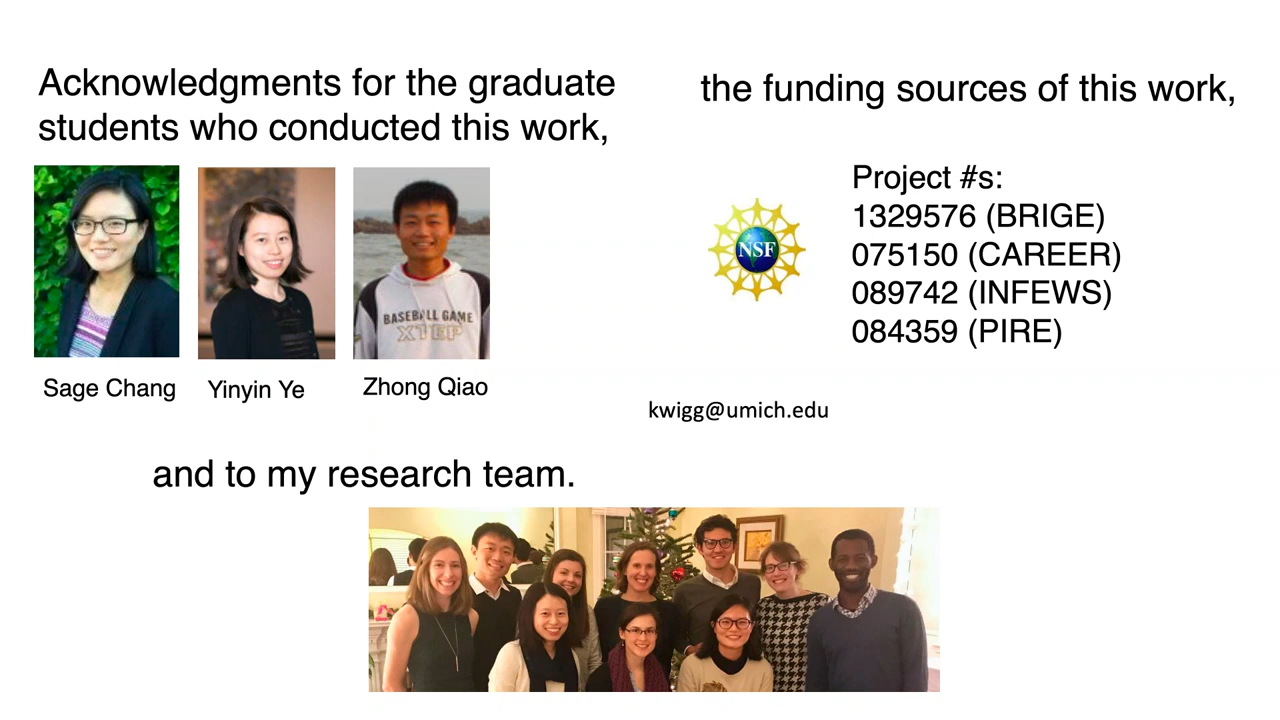 Acknowledgments for the graduate
students who conducted this work,
the funding sources of this work,
BASEBALL GAME
XTEP
Sage Chang
Yinyin Ye
Zhong Qiao
NSF
Project #s:
1329576 (BRIGE)
075150 (CAREER)
089742 (INFEWS)
084359 (PIRE)
kwigg@umich.edu
and to my research team.